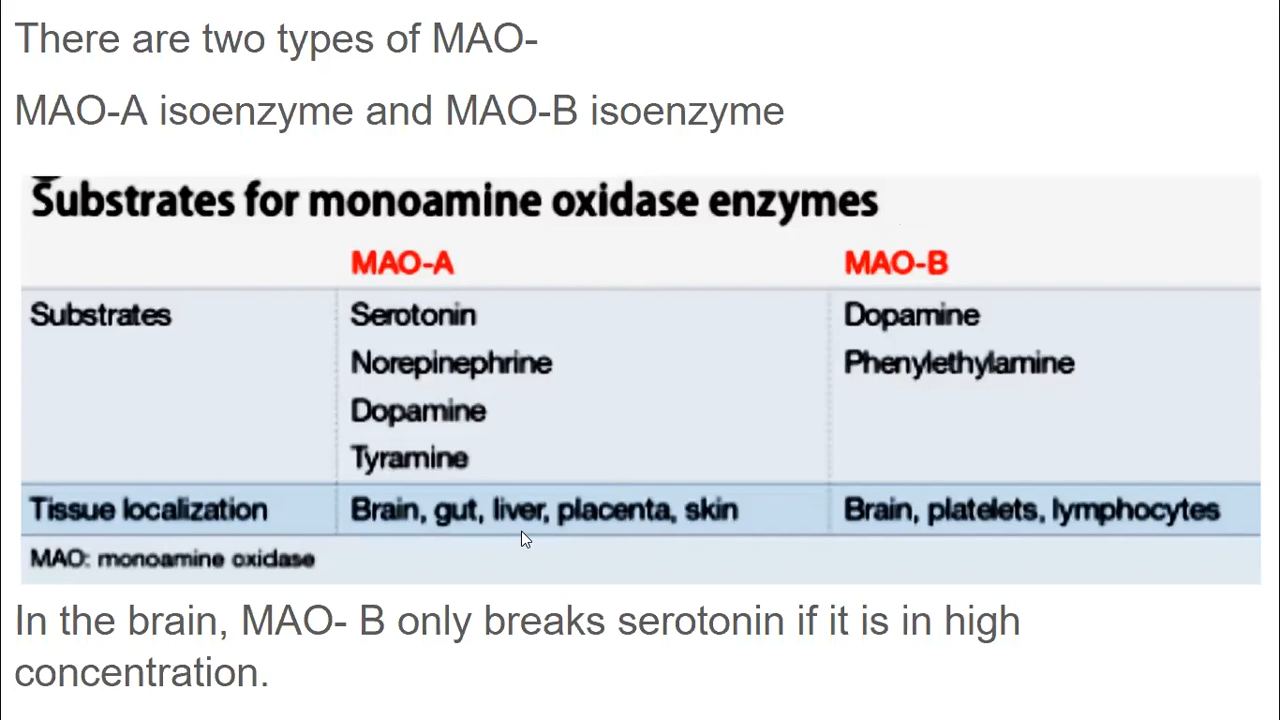 There are two types of MAO-
MAO-A isoenzyme and MAO-B isoenzyme
Substrates for monoamine oxidase enzymes
MAO-A MAO-B
Substrates Serotonin Dopamine
Norepinephrine Phenylethylamine
Dopamine
Tyramine
Tissue localization Brain, gut, liver, placenta, skin Brain, platelets, lymphocytes
MAO: monoamine oxidase
In the brain, MAO- B only breaks serotonin if it is in high
concentration.